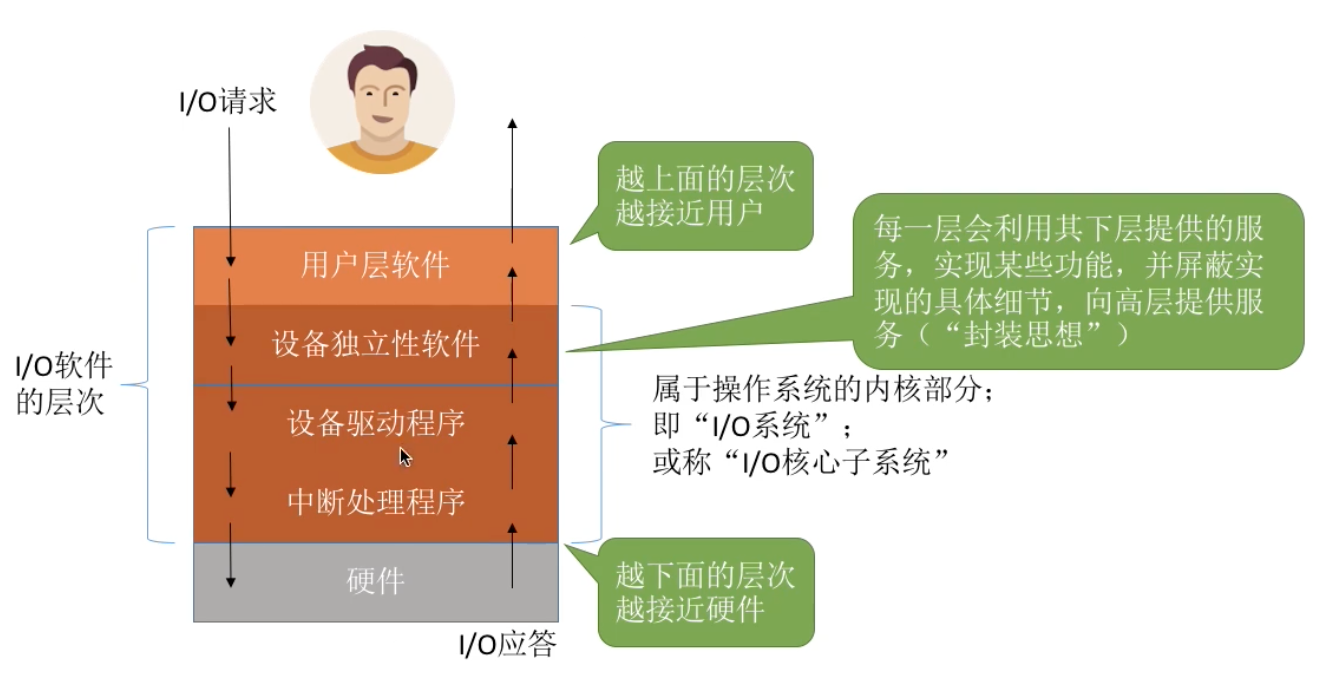 I/O请求
越上面的层次
越接近用户
每一层会利用其下层提供的服
务，实现某些功能，并屏蔽实
现的具体细节，向高层提供服
务（“封装思想”）
用户层软件
设备独立性软件
I/O软件
的层次
设备驱动程序
属于操作系统的内核部分；
即“I/O系统”；
或称“I/O核心子系统”
中断处理程序
硬件
越下面的层次
越接近硬件
I/O应答